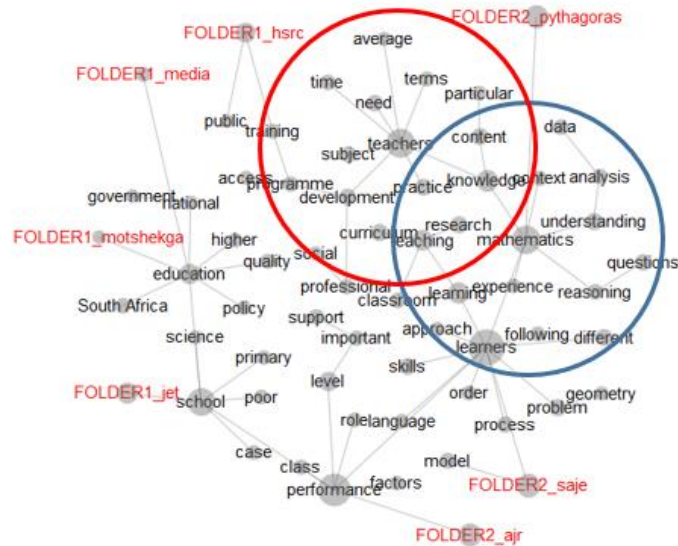 FOLDER2_pythagoras
FOLDER1_hsrc
average
FOLDER1_media
time
terms
need
particular
public
training
teachers
content
data
subject
access
programme
development
practice
knowledge
context
analysis
government
national
research
understanding
FOLDER1_motshekga
higher
curriculum
teaching
mathematics
social
quality
education
questions
professional
classroom
learning
experience
reasoning
South Africa
policy
support
science
important
approach
following
different
learners
primary
skills
level
order
geometry
FOLDER1_jet
school
poor
problem
role
language
process
case
class
model
performance
factors
FOLDER2_saje
FOLDER2_ajr